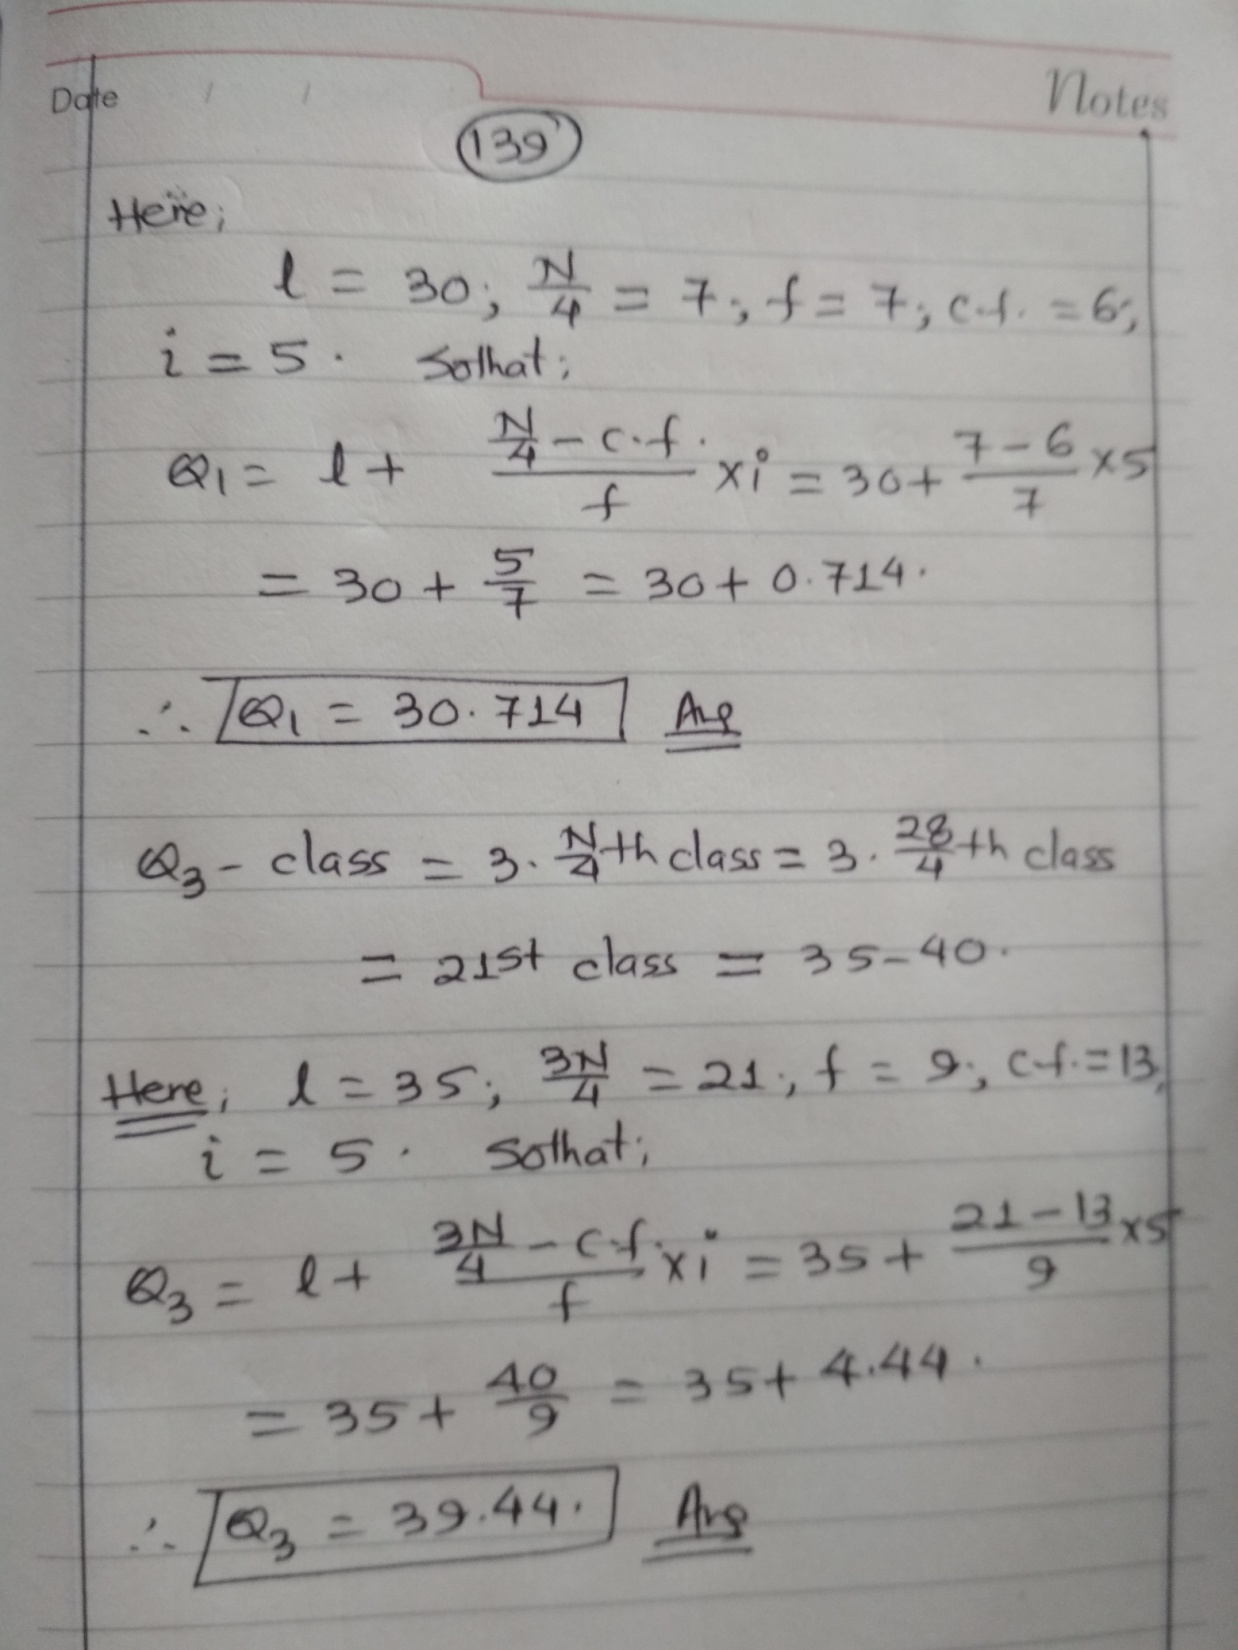 Date / / Notes
139
Here;
l = 30; N/4 = 7; f = 7; c.f. = 6;
i = 5. Sothat;
Q₁ = l + (N/4 - c.f.)/f × i = 30 + (7-6)/7 × 5
= 30 + 5/7 = 30 + 0.714.
∴ Q₁ = 30.714 Ans
Q₃ - class = 3. N/4 th class = 3. 28/4 th class
= 21st class = 35-40.
Here; l = 35; 3N/4 = 21; f = 9; c.f. = 13;
i = 5. Sothat;
Q₃ = l + (3N/4 - c.f.)/f × i = 35 + (21-13)/9 × 5
= 35 + 40/9 = 35 + 4.44.
∴ Q₃ = 39.44. Ans